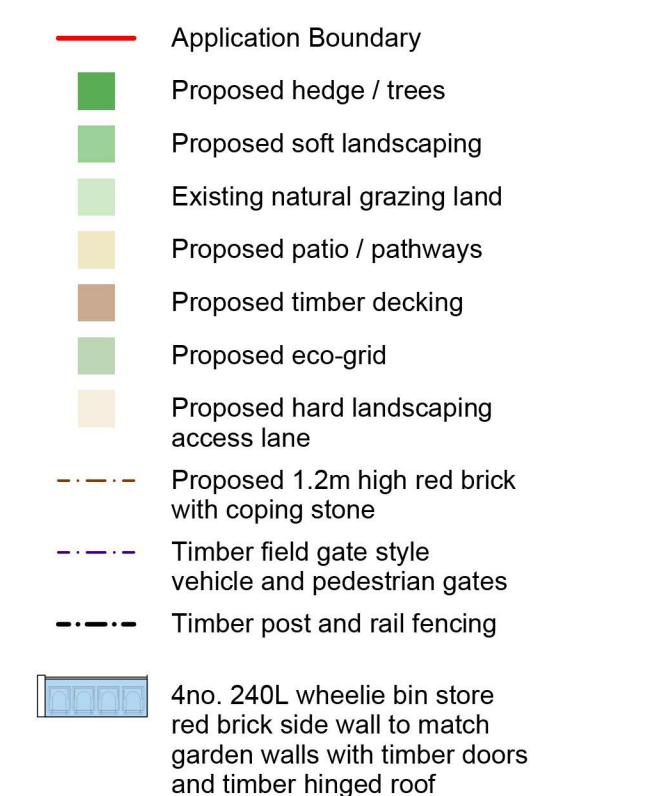 Application Boundary
Proposed hedge / trees
Proposed soft landscaping
Existing natural grazing land
Proposed patio / pathways
Proposed timber decking
Proposed eco-grid
Proposed hard landscaping
access lane
Proposed 1.2m high red brick
with coping stone
Timber field gate style
vehicle and pedestrian gates
Timber post and rail fencing
4no. 240L wheelie bin store
red brick side wall to match
garden walls with timber doors
and timber hinged roof